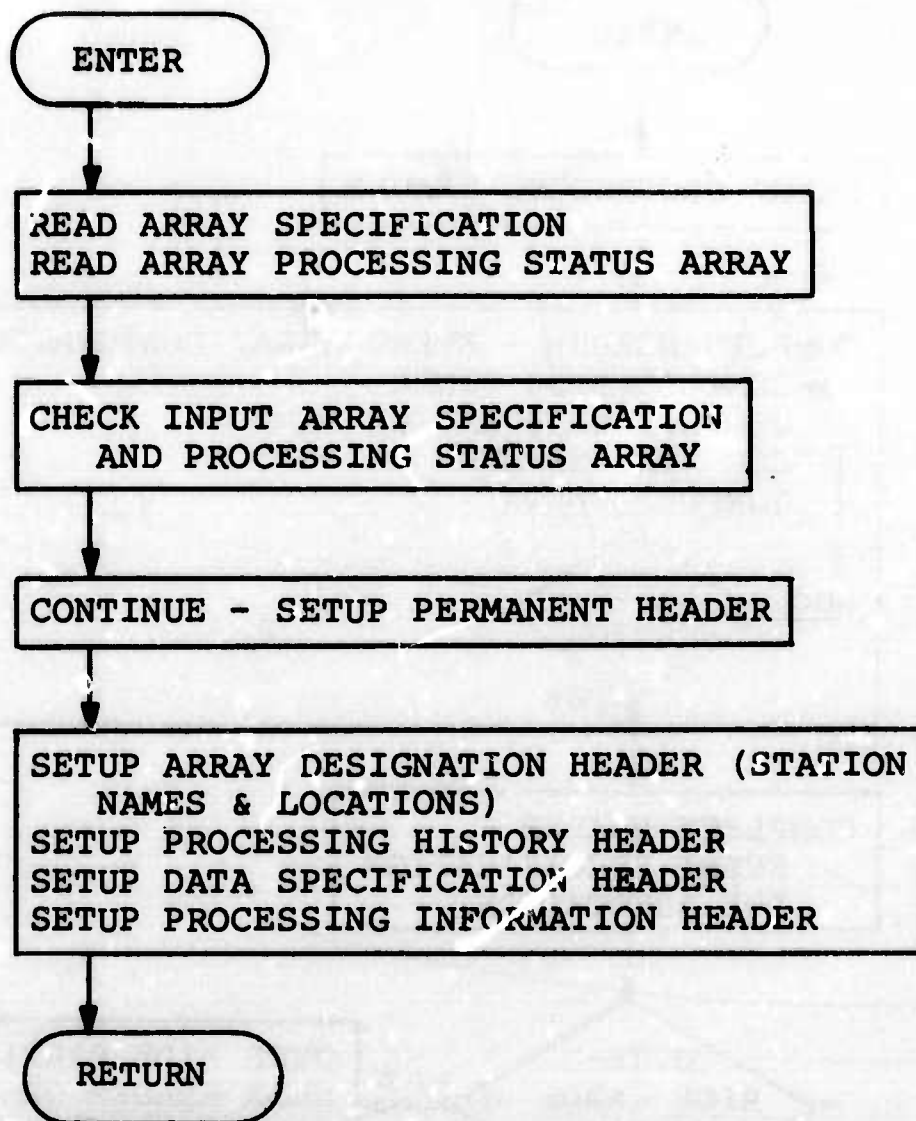 ENTER
READ ARRAY SPECIFICATION
READ ARRAY PROCESSING STATUS ARRAY
CHECK INPUT ARRAY SPECIFICATION
AND PROCESSING STATUS ARRAY
CONTINUE - SETUP PERMANENT HEADER
SETUP ARRAY DESIGNATION HEADER (STATION
NAMES & LOCATIONS)
SETUP PROCESSING HISTORY HEADER
SETUP DATA SPECIFICATION HEADER
SETUP PROCESSING INFORMATION HEADER
RETURN